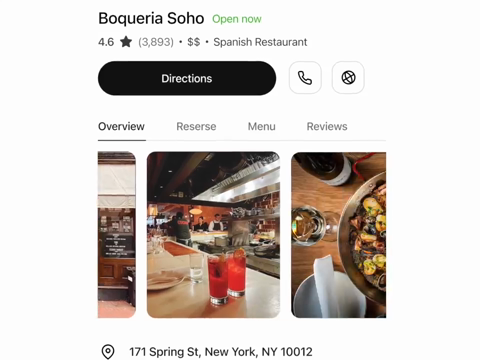 Boqueria Soho Open now
4.6 ★ (3,893) • $$ • Spanish Restaurant
Directions
Overview Reserse Menu Reviews
171 Spring St, New York, NY 10012